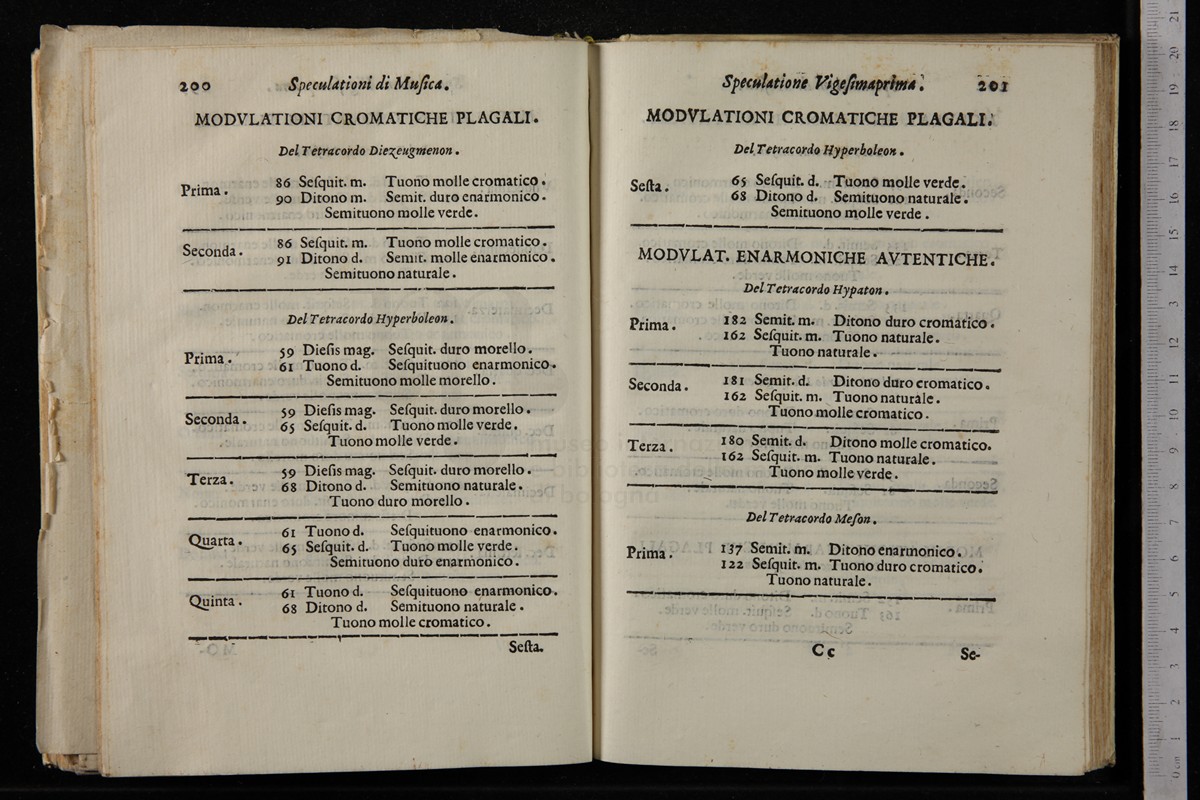 200 Speculationi di Muſica.
MODVLATIONI CROMATICHE PLAGALI.
Del Tetracordo Diezeugmenon.
Prima.
86 Seſquit. m. Tuono molle cromatico.
90 Ditono m. Semit. duro enarmonico.
Semituono molle verde.
Seconda.
86 Seſquit. m. Tuono molle cromatico.
91 Ditono d. Semit. molle enarmonico.
Semituono naturale.
Del Tetracordo Hyperboleon.
Prima.
59 Dieſis mag. Seſquit. duro morello.
61 Tuono d. Seſquituono enarmonico.
Semituono molle morello.
Seconda.
59 Dieſis mag. Seſquit. duro morello.
65 Seſquit. d. Tuono molle verde.
Tuono molle verde.
Terza.
59 Dieſis mag. Seſquit. duro morello.
68 Ditono d. Semituono naturale.
Tuono duro morello.
Quarta.
61 Tuono d. Seſquituono enarmonico.
65 Seſquit. d. Tuono molle verde.
Semituono duro enarmonico.
Quinta.
61 Tuono d. Seſquituono enarmonico.
68 Ditono d. Semituono naturale.
Tuono molle cromatico.
Seſta.
Speculatione Vigeſimaprima. 201
MODVLATIONI CROMATICHE PLAGALI.
Del Tetracordo Hyperboleon.
Seſta.
65 Seſquit. d. Tuono molle verde.
68 Ditono d. Semituono naturale.
Semituono molle verde.
MODVLAT. ENARMONICHE AVTENTICHE.
Del Tetracordo Hypaton.
Prima.
182 Semit. m. Ditono duro cromatico.
162 Seſquit. m. Tuono naturale.
Tuono naturale.
Seconda.
181 Semit. d. Ditono duro cromatico.
162 Seſquit. m. Tuono naturale.
Tuono molle cromatico.
Terza.
180 Semit. d. Ditono molle cromatico.
162 Seſquit. m. Tuono naturale.
Tuono molle verde.
Del Tetracordo Meſon.
Prima.
137 Semit. m. Ditono enarmonico.
122 Seſquit. m. Tuono duro cromatico.
Tuono naturale.
Cc Se-